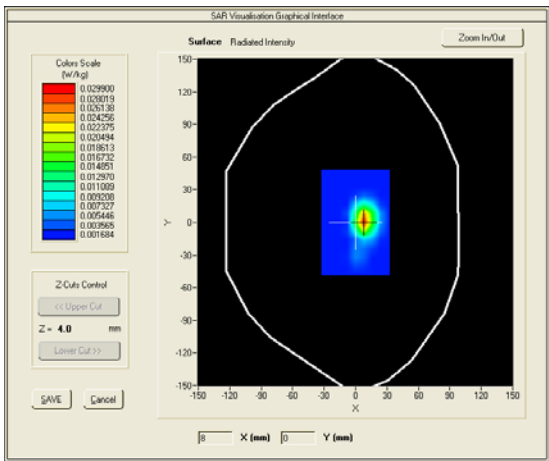 SAR Visualisation Graphical Interface
Surface Radiated Intensity
Zoom In/Out
Colors Scale
(W/kg)
0.029900
0.028019
0.026138
0.024256
0.022375
0.020494
0.018613
0.016732
0.014851
0.012970
0.011089
0.009208
0.007327
0.005446
0.003565
0.001684
Z-Cuts Control
<< Upper Cut
Z = 4.0 mm
Lower Cut >>
SAVE Cancel
150-
120-
90-
60-
30-
0-
-30-
-60-
-90-
-120-
-150-
Y
-150 -120 -90 -60 -30 0 30 60 90 120 150
X
8 X (mm) 0 Y (mm)